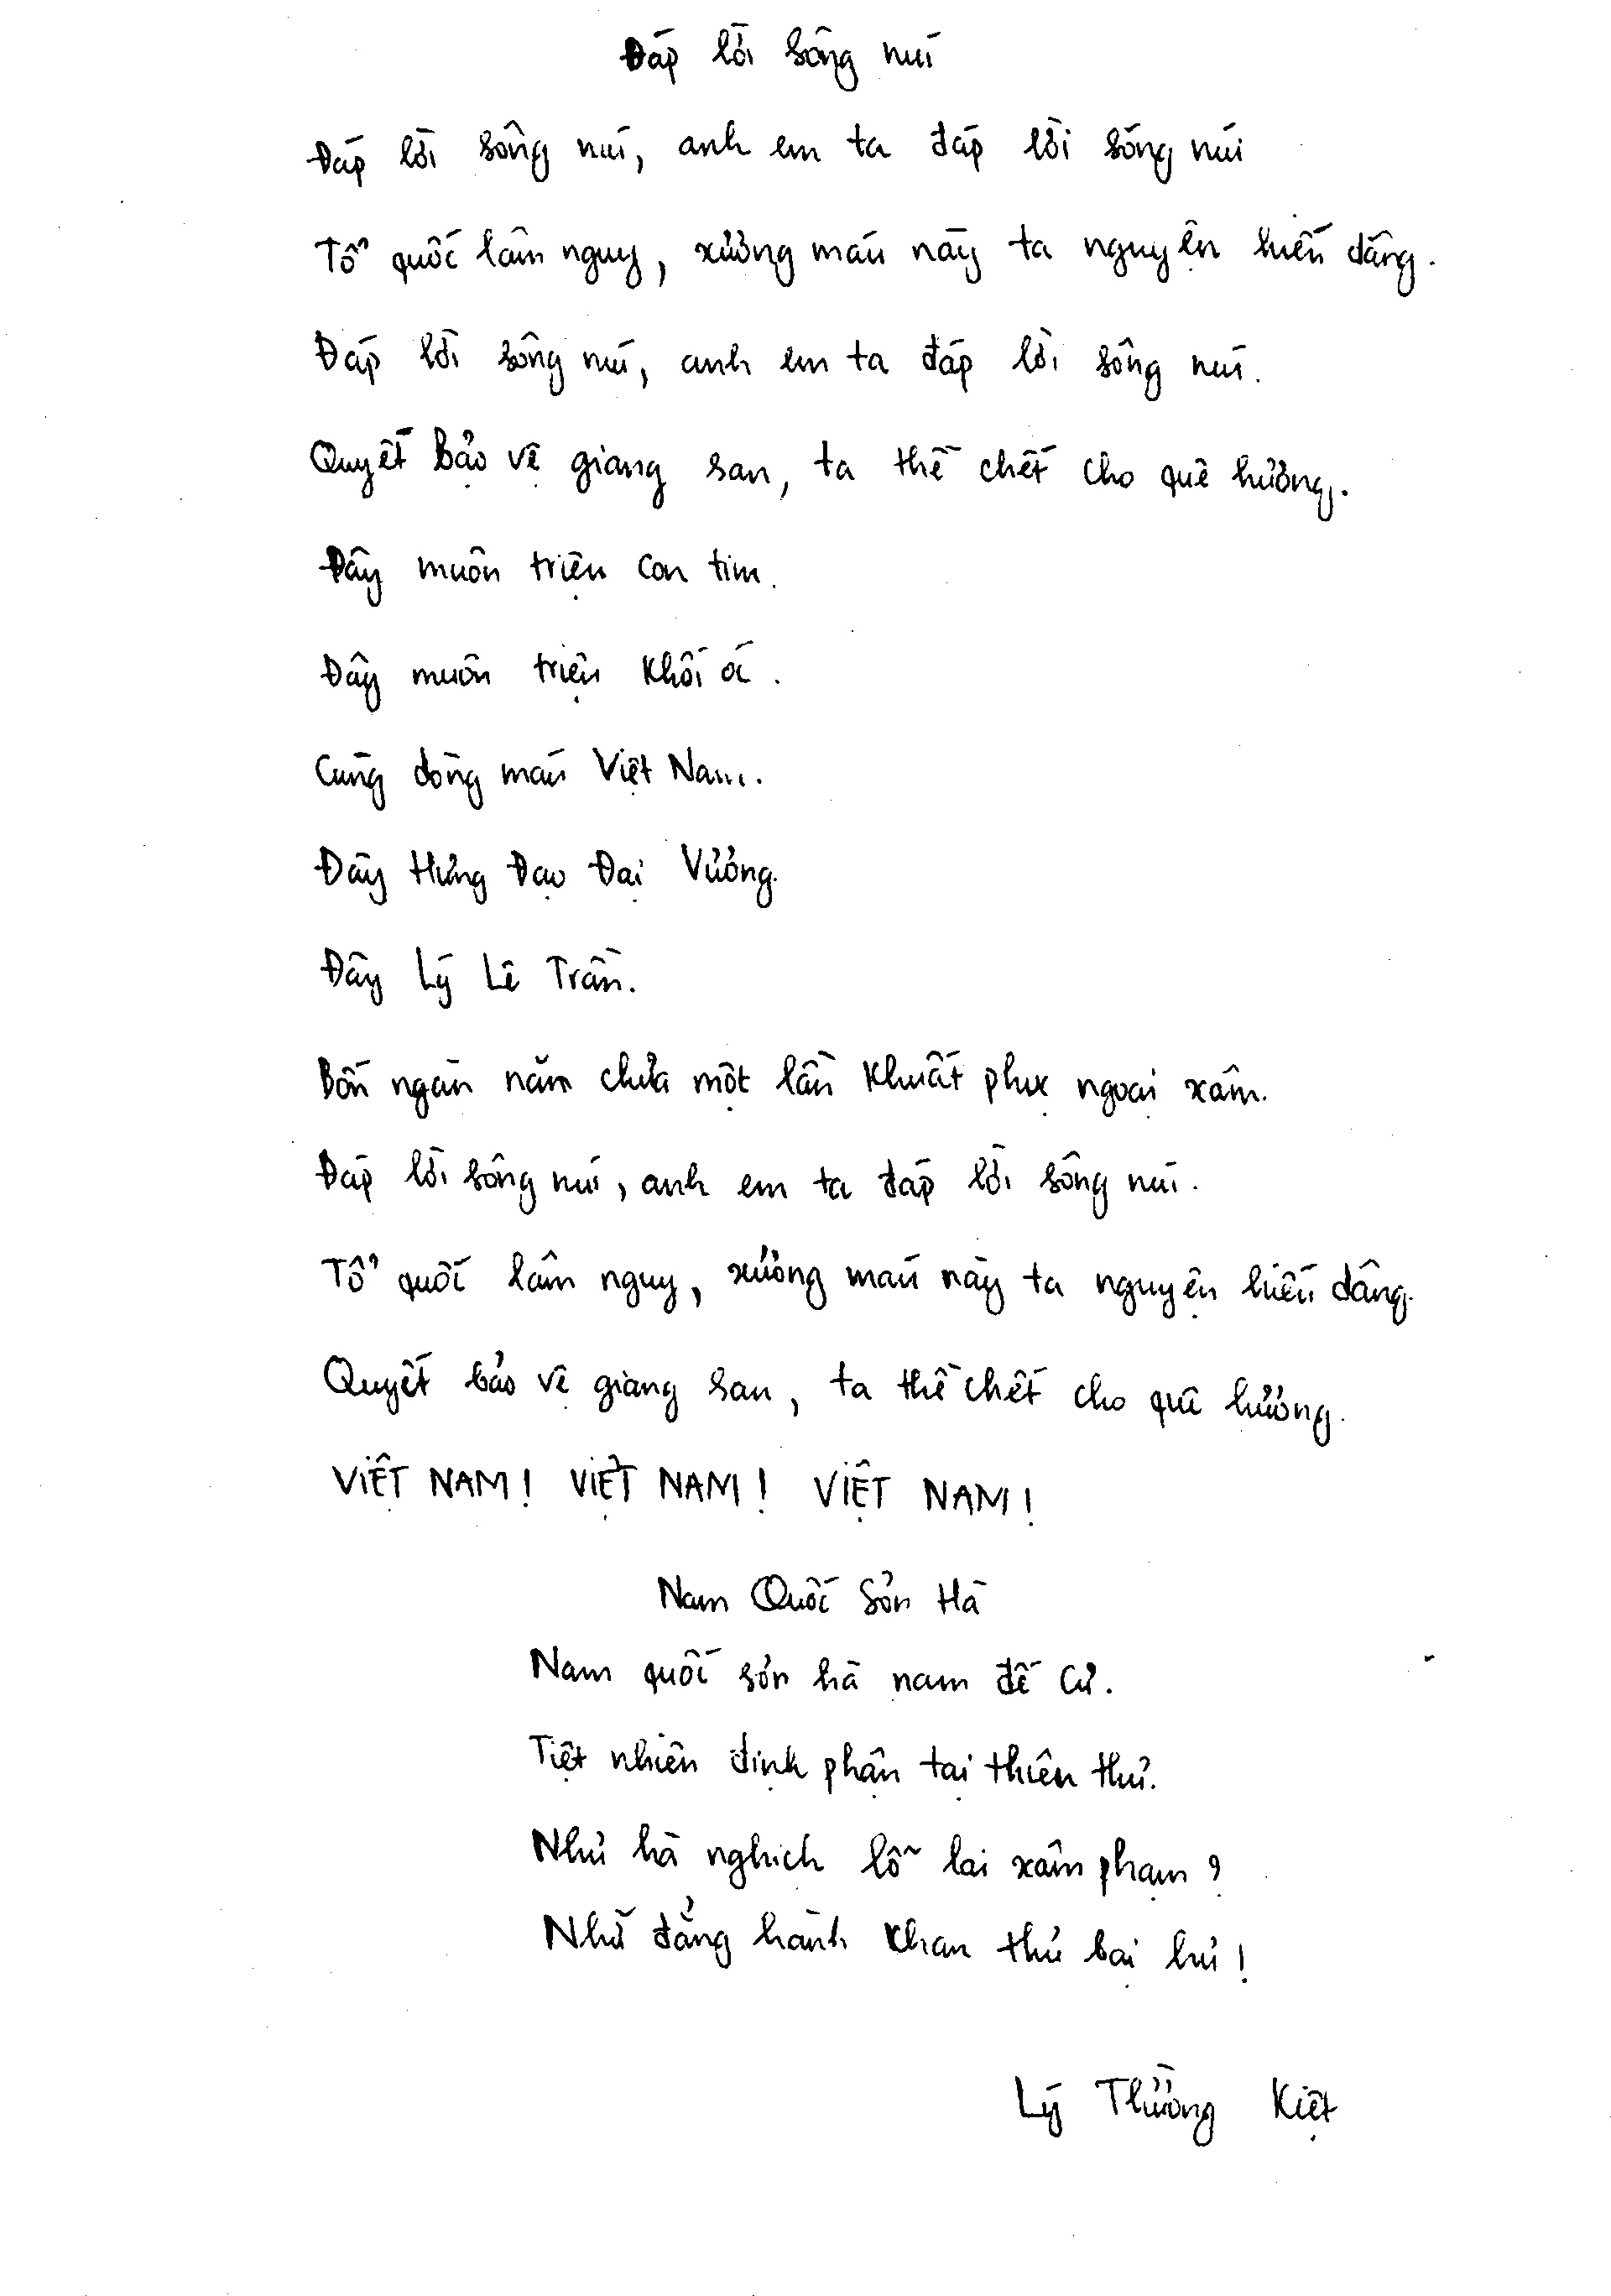 Đáp lời sông núi
Đáp lời sông núi, anh em ta đáp lời sông núi
Tổ quốc lâm nguy, xương máu này ta nguyện hiến dâng.
Đáp lời sông núi, anh em ta đáp lời sông núi.
Quyết bảo vệ giang san, ta thề chết cho quê hương.
Đây muôn triệu con tim.
Đây muôn triệu khối óc.
Cùng dòng máu Việt Nam.
Đây Hưng Đạo Đại Vương.
Đây Lý Lê Trần.
Bốn ngàn năm chưa một lần khuất phục ngoại xâm.
Đáp lời sông núi, anh em ta đáp lời sông núi.
Tổ quốc lâm nguy, xương máu này ta nguyện hiến dâng.
Quyết bảo vệ giang san, ta thề chết cho quê hương.
VIỆT NAM! VIỆT NAM! VIỆT NAM!
Nam Quốc Sơn Hà
Nam quốc sơn hà nam đế cư.
Tiệt nhiên định phận tại thiên thư.
Như hà nghịch lỗ lai xâm phạm?
Nhữ đẳng hành khan thủ bại hư!
Lý Thường Kiệt